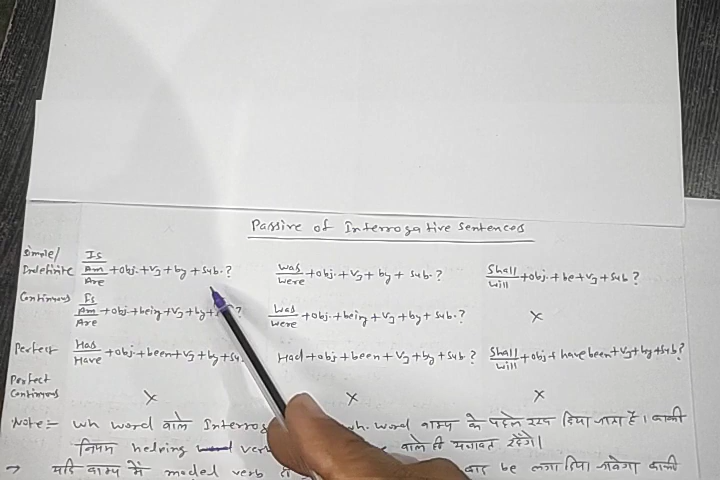 Passive of Interrogative Sentences
Simple/ Indefinite Is/Am/Are +obj.+V3+by+sub.? Was/Were +obj.+V3+by+sub.? Shall/Will +obj.+be+V3+sub?
Continuous Is/Am/Are +obj+being+V3+by+ ? Was/Were +obj.+being+V3+by+sub.? ×
Perfect Has/Have +obj+been+V3+by+su Had+obj+been+V3+by+sub? Shall/Will +obj+have been+V3+by+sub?
Perfect Continuous × × ×
Note:- wh word वाले Interrog wh. word वाक्य के पहले रख दिया जाता है। बाकी
नियम helping ver वाले ही यथावत रहेंगे।
→ यदि वाक्य में model verb be लगा दिया जावेगा बाकी